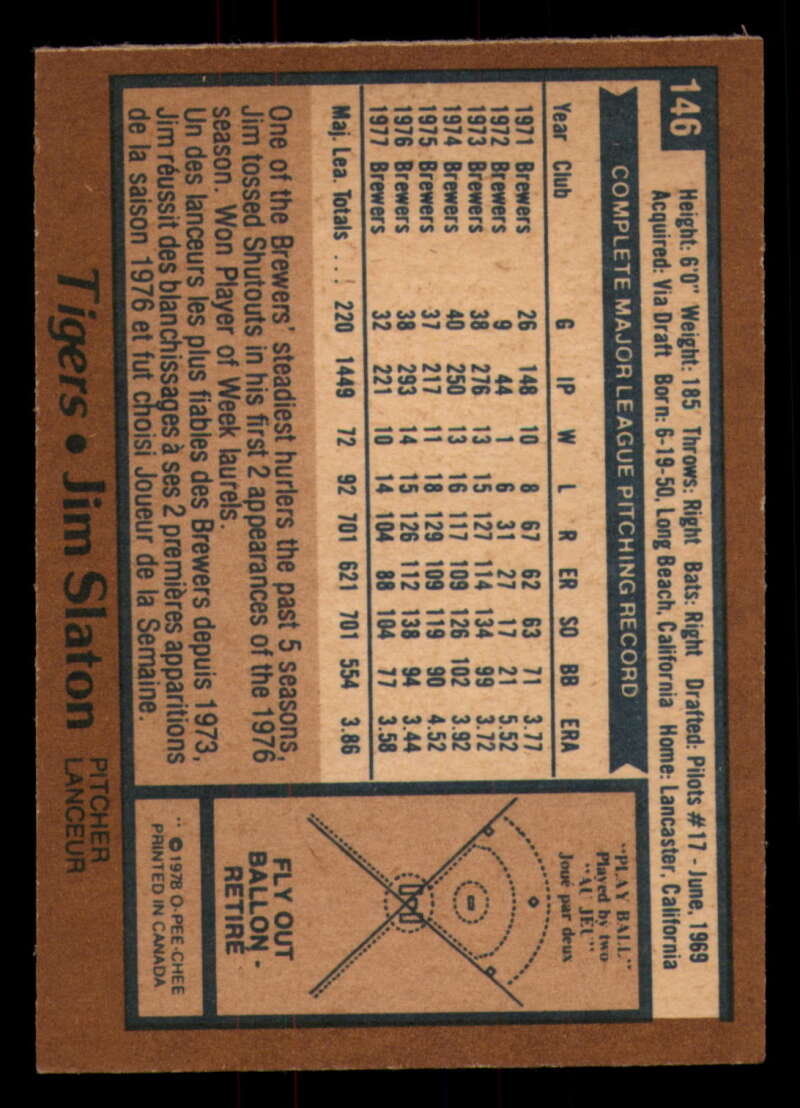 146
Height: 6'0" Weight: 185 Throws: Right Bats: Right Drafted: Pilots #17 - June, 1969
Acquired: Via Draft Born: 6-19-50, Long Beach, California Home: Lancaster, California
COMPLETE MAJOR LEAGUE PITCHING RECORD
Year Club G IP W L R ER SO BB ERA
1971 Brewers 26 148 10 8 67 62 63 71 3.77
1972 Brewers 9 44 1 6 31 27 17 21 5.52
1973 Brewers 38 276 13 15 127 114 134 99 3.72
1974 Brewers 40 250 13 16 117 109 126 102 3.92
1975 Brewers 37 217 11 18 129 109 119 90 4.52
1976 Brewers 38 293 14 15 126 112 138 94 3.44
1977 Brewers 32 221 10 14 104 88 104 77 3.58
Maj. Lea. Totals ... 220 1449 72 92 701 621 701 554 3.86
One of the Brewers' steadiest hurlers the past 5 seasons,
Jim tossed Shutouts in his first 2 appearances of the 1976
season. Won Player of Week laurels.
Un des lanceurs les plus fiables des Brewers depuis 1973,
Jim réussit des blanchissages à ses 2 premières apparitions
de la saison 1976 et fut choisi Joueur de la Semaine.
"PLAY BALL"
Played by two
"AU JEU"
Joué par deux
FLY OUT
BALLON -
RETIRÉ
© 1978 O-PEE-CHEE
PRINTED IN CANADA
Tigers • Jim Slaton
PITCHER
LANCEUR